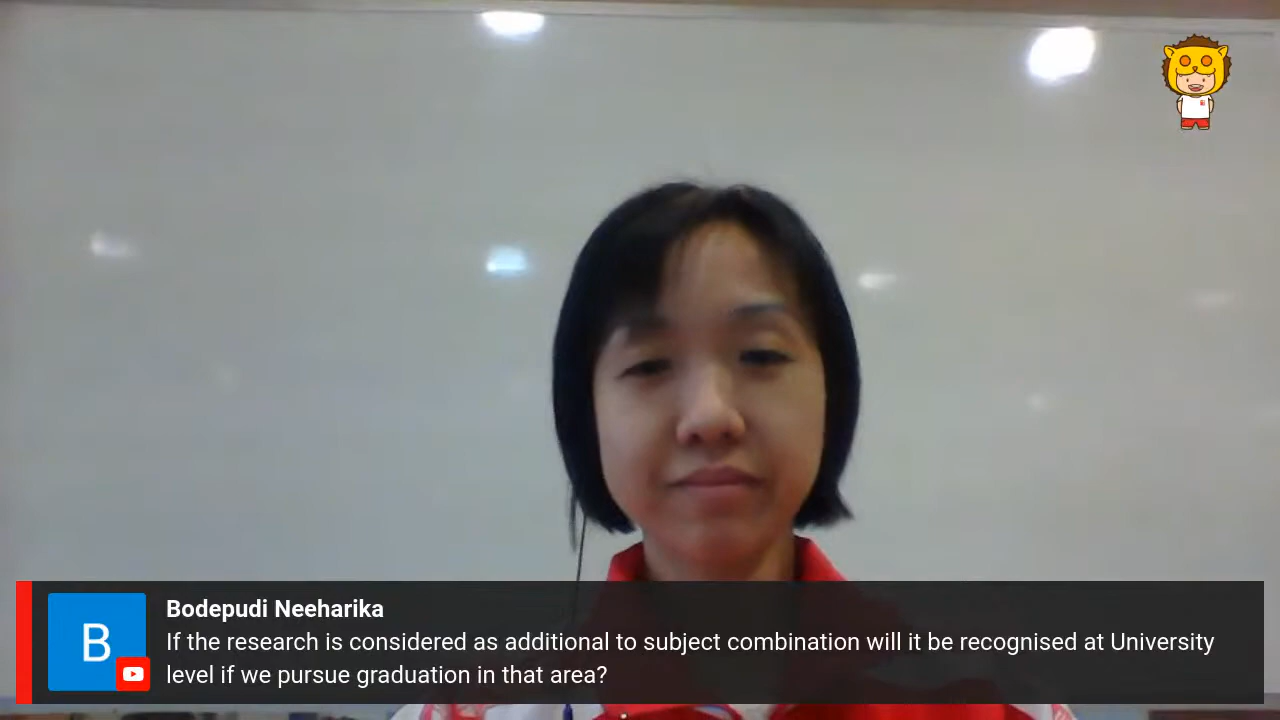 Bodepudi Neeharika
B
If the research is considered as additional to subject combination will it be recognised at University
level if we pursue graduation in that area?